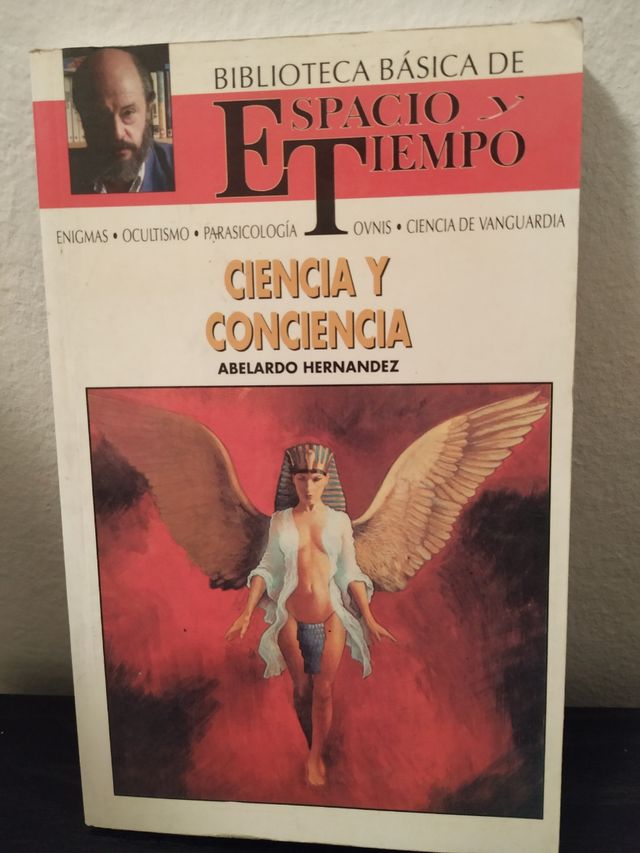 BIBLIOTECA BÁSICA DE
ESPACIO Y
TIEMPO
ENIGMAS • OCULTISMO • PARASICOLOGÍA OVNIS • CIENCIA DE VANGUARDIA
CIENCIA Y
CONCIENCIA
ABELARDO HERNANDEZ